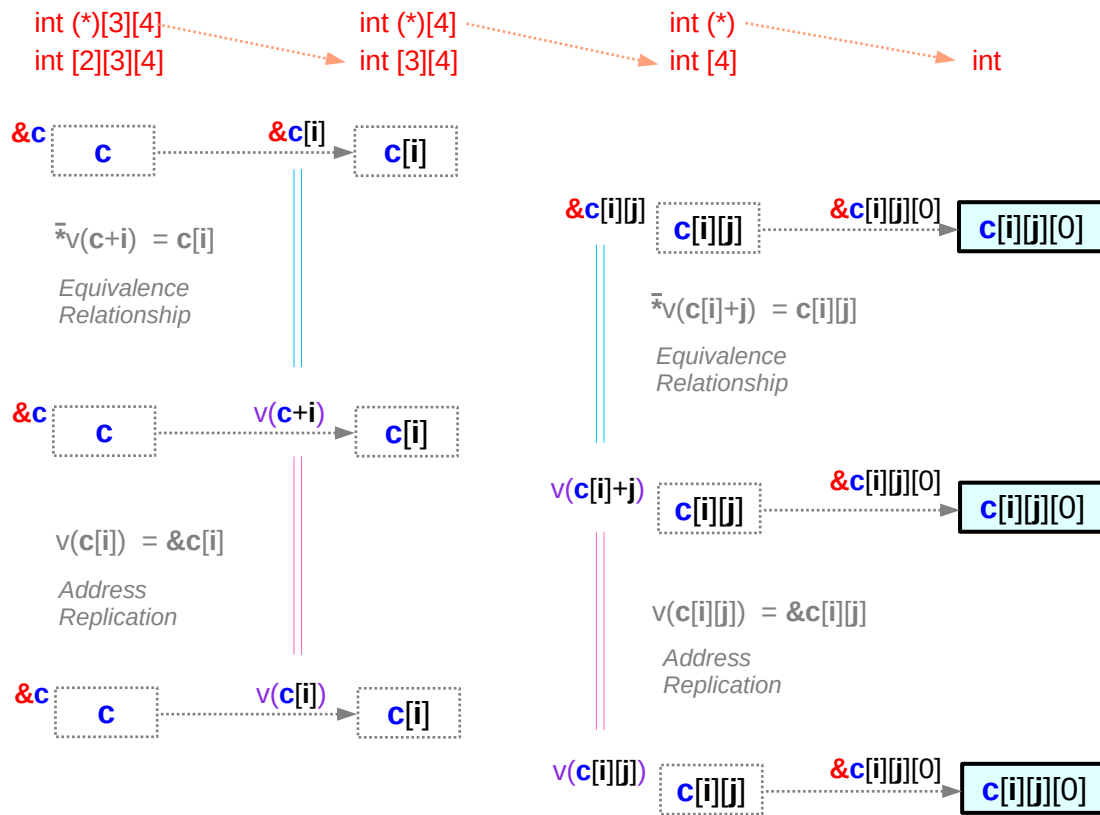 int (*)[3][4] int (*)[4] int (*)
int [2][3][4] int [3][4] int [4] int
&c c &c[i] c[i]
&c[i][j] c[i][j] &c[i][j][0] c[i][j][0]
*̄v(c+i) = c[i]
Equivalence
Relationship
*̄v(c[i]+j) = c[i][j]
Equivalence
Relationship
&c c v(c+i) c[i]
v(c[i]+j) c[i][j] &c[i][j][0] c[i][j][0]
v(c[i]) = &c[i]
Address
Replication
v(c[i][j]) = &c[i][j]
Address
Replication
&c c v(c[i]) c[i]
v(c[i][j]) c[i][j] &c[i][j][0] c[i][j][0]